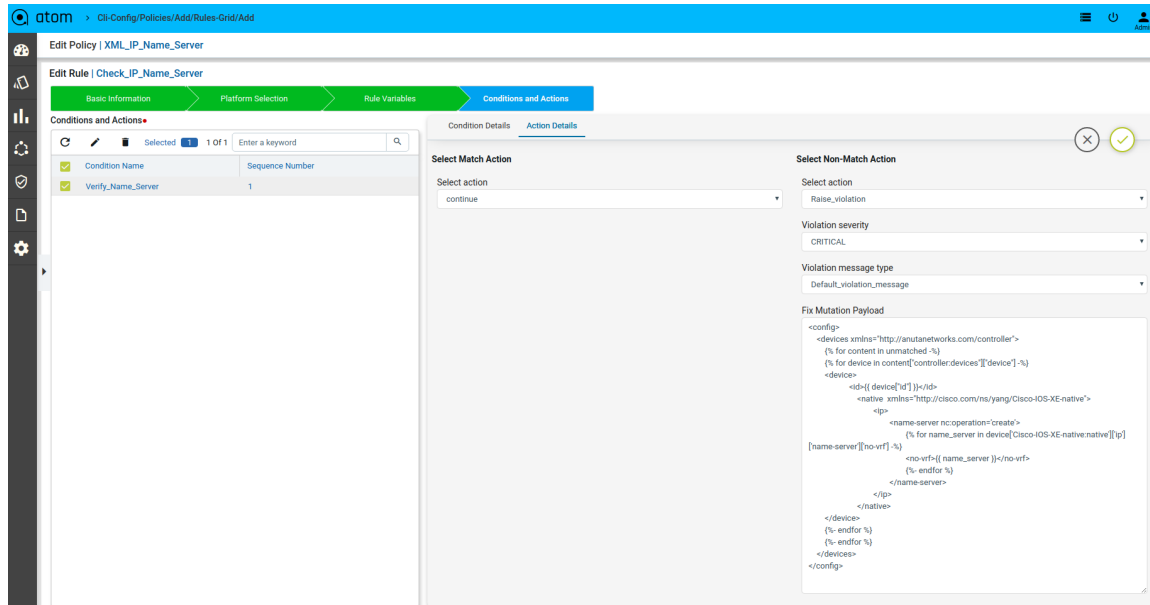 atom > Cli-Config/Policies/Add/Rules-Grid/Add
Admi
Edit Policy | XML_IP_Name_Server
Edit Rule | Check_IP_Name_Server
Basic Information
Platform Selection
Rule Variables
Conditions and Actions
Conditions and Actions
Selected 1 1 Of 1 Enter a keyword
Condition Name Sequence Number
Verify_Name_Server 1
Condition Details Action Details
Select Match Action
Select action
continue
Select Non-Match Action
Select action
Raise_violation
Violation severity
CRITICAL
Violation message type
Default_violation_message
Fix Mutation Payload
<config>
<devices xmlns="http://anutanetworks.com/controller">
{% for content in unmatched -%}
{% for device in content["controller:devices"]["device"] -%}
<device>
<id>{{ device["id"] }}</id>
<native xmlns="http://cisco.com/ns/yang/Cisco-IOS-XE-native">
<ip>
<name-server nc:operation='create'>
{% for name_server in device['Cisco-IOS-XE-native:native']['ip']
['name-server']['no-vrf'] -%}
<no-vrf>{{ name_server }}</no-vrf>
{%- endfor %}
</name-server>
</ip>
</native>
</device>
{%- endfor %}
{%- endfor %}
</devices>
</config>